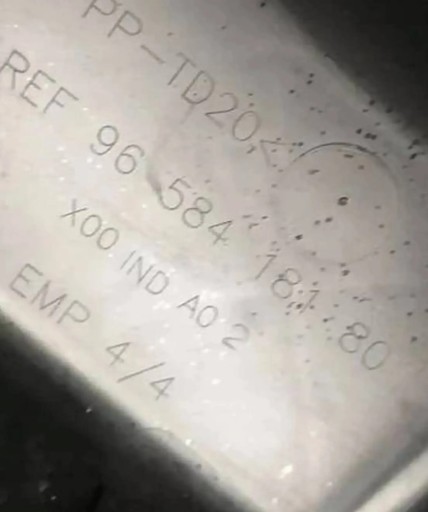 PP-TD20<
REF 96 584 181 80
X00 IND A0 2
EMP 4/4